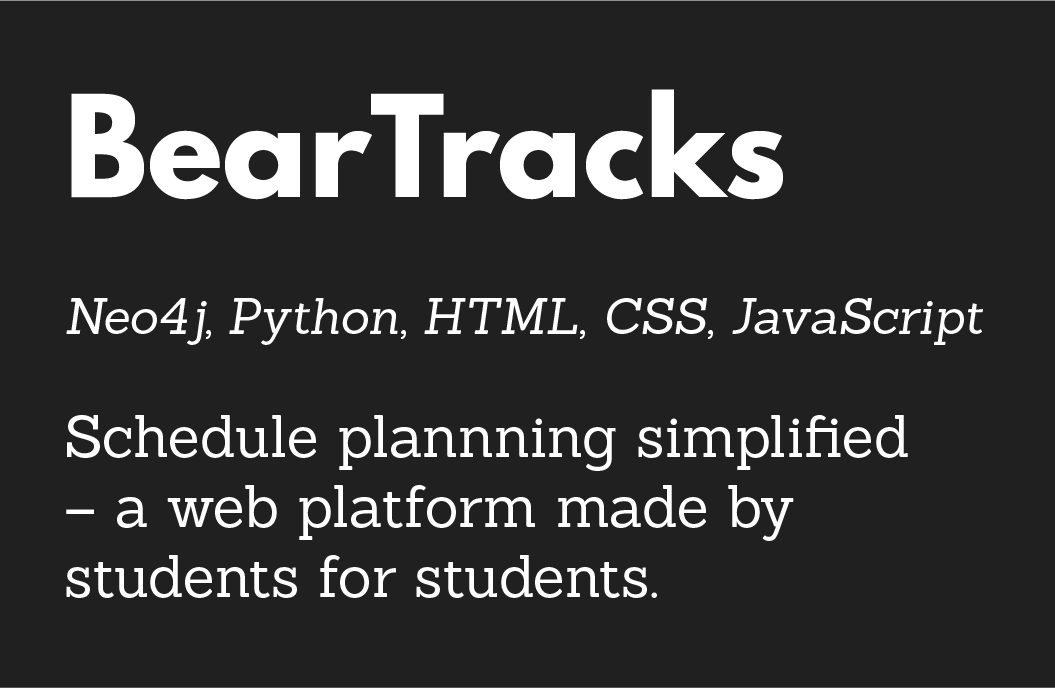 BearTracks
Neo4j, Python, HTML, CSS, JavaScript
Schedule plannning simplified
– a web platform made by
students for students.